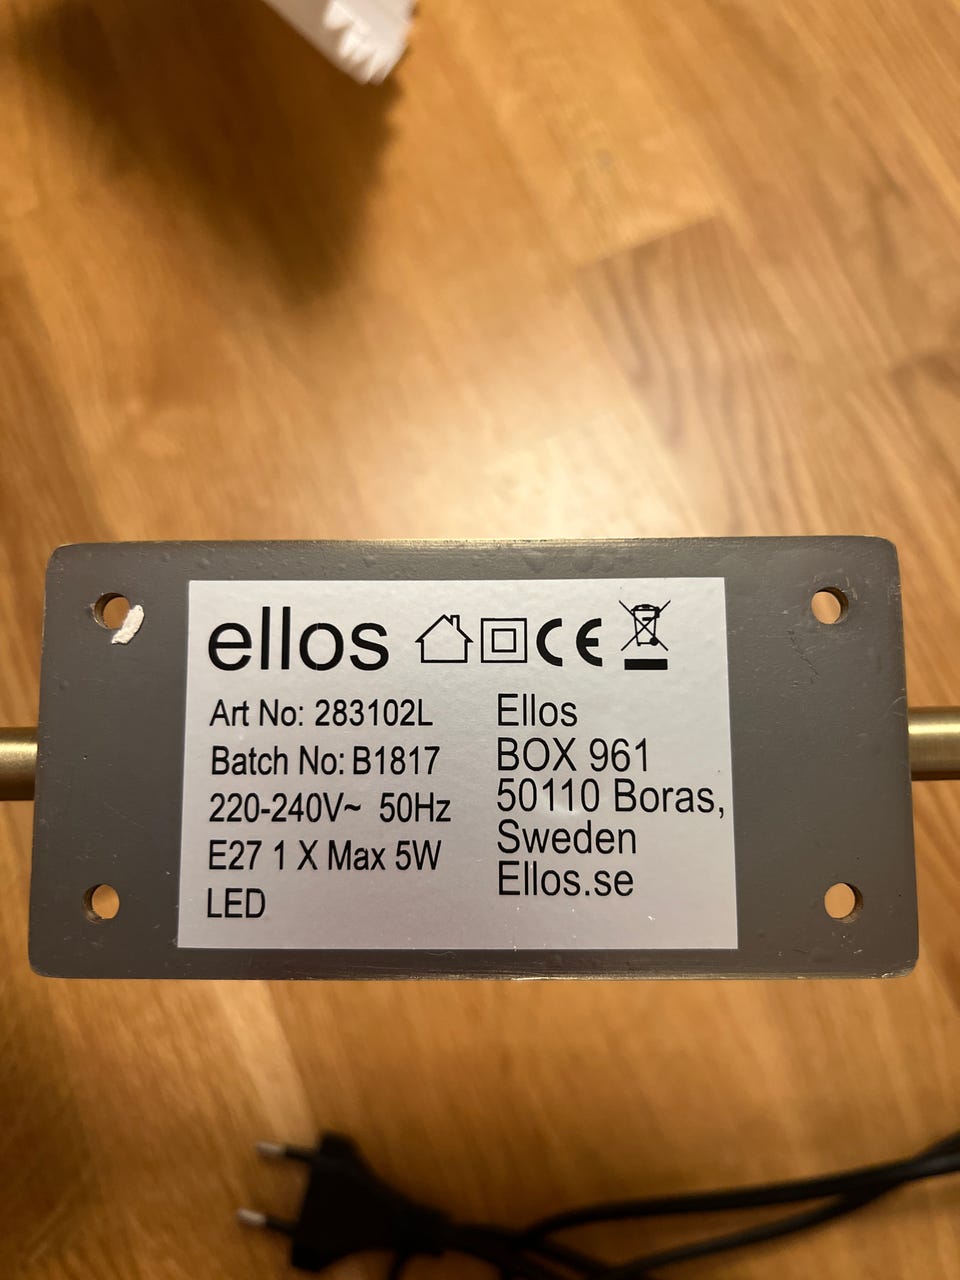 ellos CE
Art No: 283102L
Batch No: B1817
220-240V~ 50Hz
E27 1 X Max 5W
LED
Ellos
BOX 961
50110 Boras,
Sweden
Ellos.se